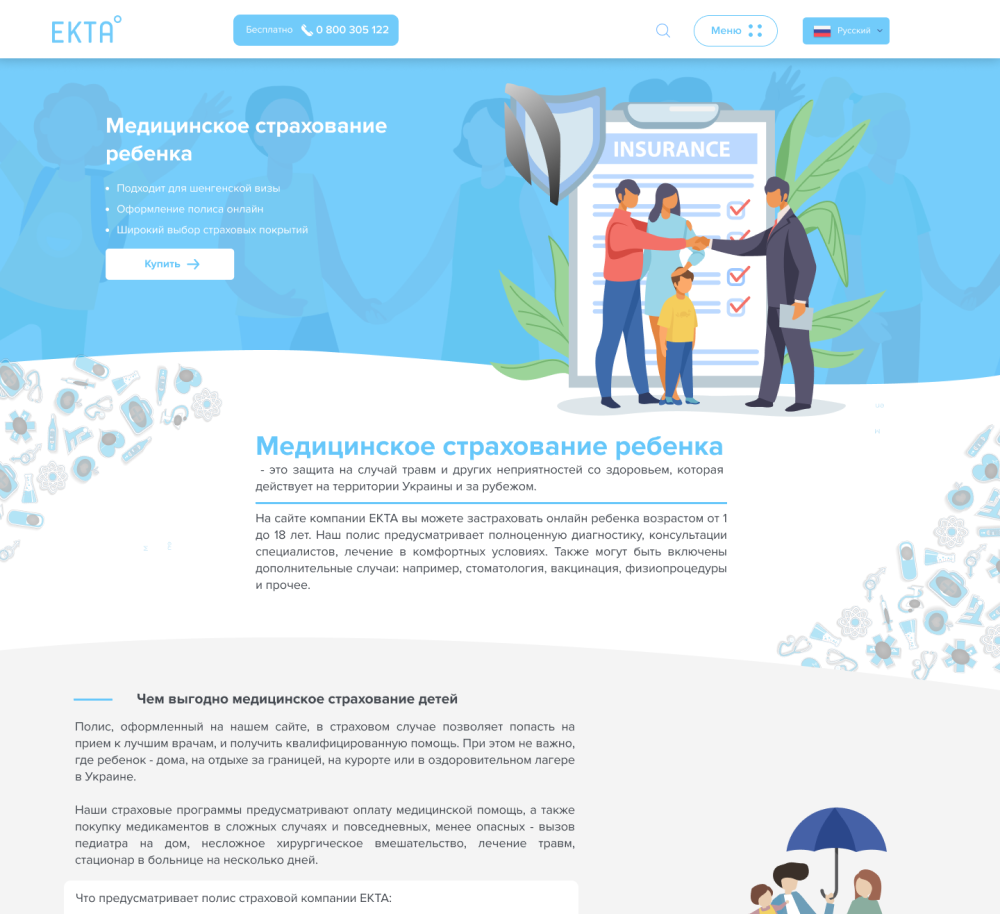 EKTA°
Бесплатно 0 800 305 122
Меню
Русский
Медицинское страхование
ребенка
Подходит для шенгенской визы
Оформление полиса онлайн
Широкий выбор страховых покрытий
Купить
INSURANCE
Медицинское страхование ребенка
- это защита на случай травм и других неприятностей со здоровьем, которая
действует на территории Украины и за рубежом.
На сайте компании ЕКТА вы можете застраховать онлайн ребенка возрастом от 1
до 18 лет. Наш полис предусматривает полноценную диагностику, консультации
специалистов, лечение в комфортных условиях. Также могут быть включены
дополнительные случаи: например, стоматология, вакцинация, физиопроцедуры
и прочее.
Чем выгодно медицинское страхование детей
Полис, оформленный на нашем сайте, в страховом случае позволяет попасть на
прием к лучшим врачам, и получить квалифицированную помощь. При этом не важно,
где ребенок - дома, на отдыхе за границей, на курорте или в оздоровительном лагере
в Украине.
Наши страховые программы предусматривают оплату медицинской помощь, а также
покупку медикаментов в сложных случаях и повседневных, менее опасных - вызов
педиатра на дом, несложное хирургическое вмешательство, лечение травм,
стационар в больнице на несколько дней.
Что предусматривает полис страховой компании ЕКТА: